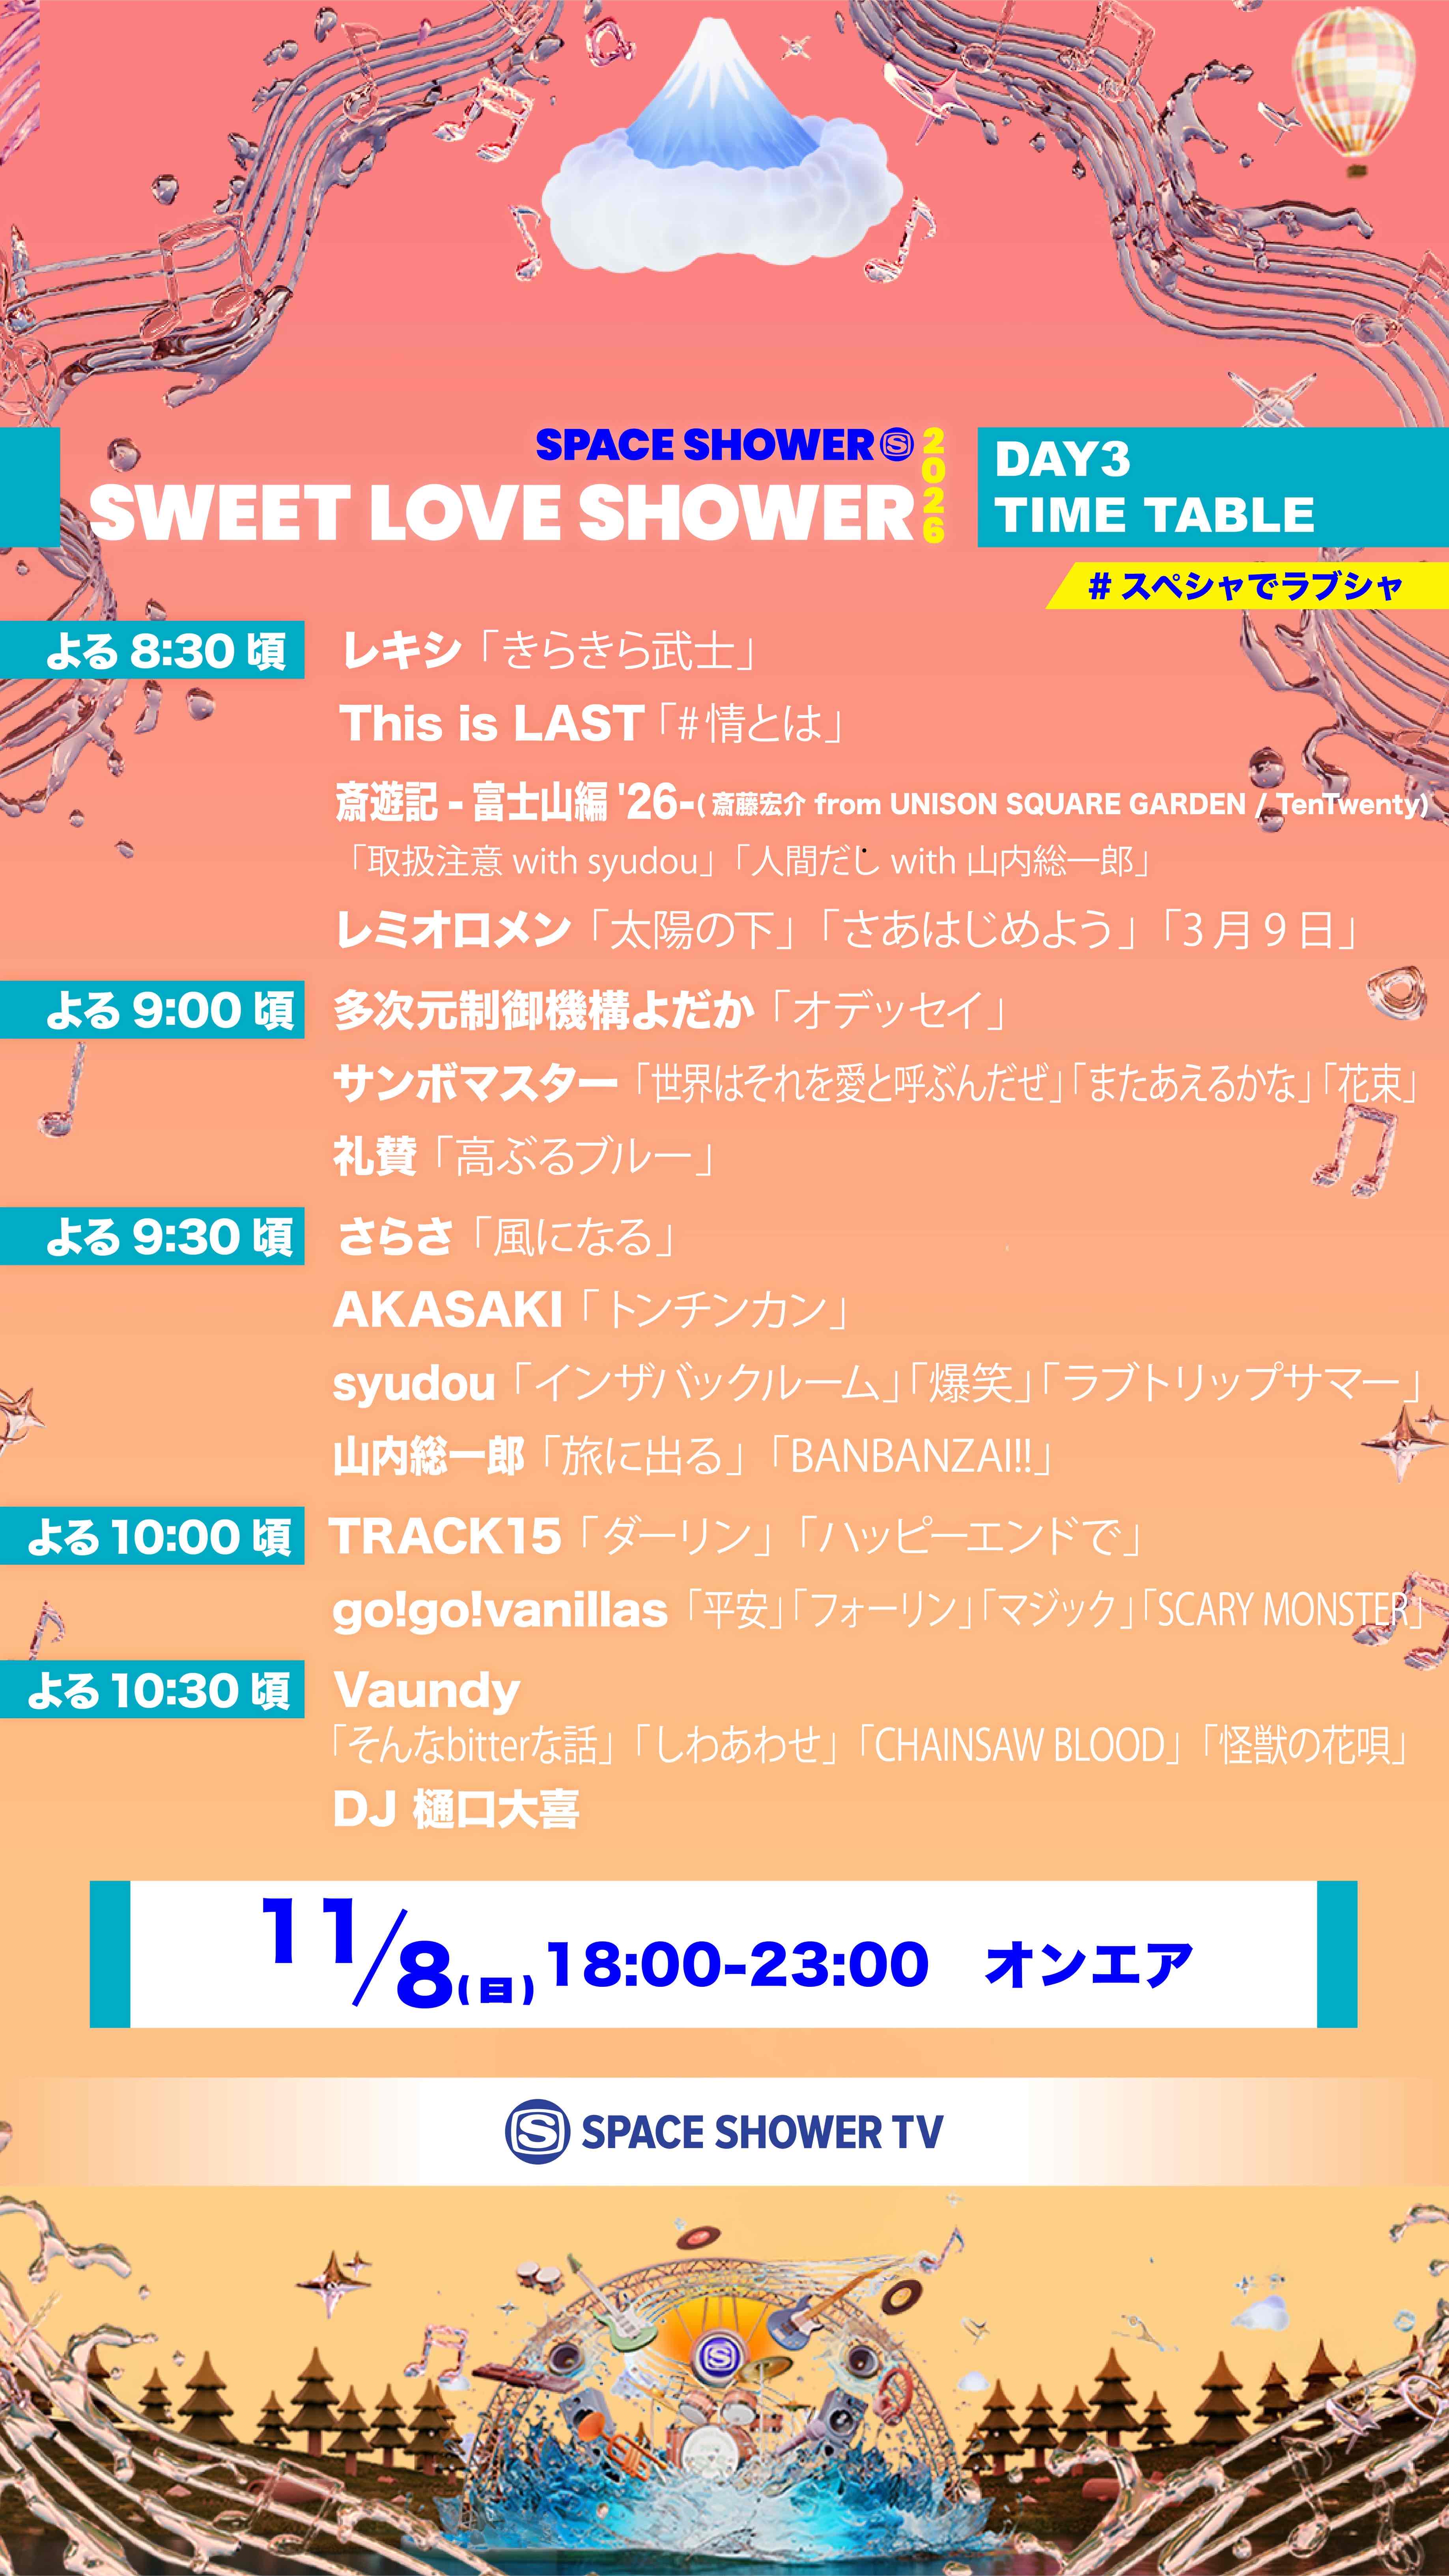 SPACE SHOWER
SWEET LOVE SHOWER
2026
DAY3
TIME TABLE
#スペシャでラブシャ
よる 8:30 頃 レキシ「きらきら武士」
This is LAST「#情とは」
斎遊記 - 富士山編 '26-( 斎藤宏介 from UNISON SQUARE GARDEN / TenTwenty)
「取扱注意 with syudou」「人間だし with 山内総一郎」
レミオロメン「太陽の下」「さあはじめよう」「3月9日」
よる 9:00 頃 多次元制御機構よだか「オデッセイ」
サンボマスター「世界はそれを愛と呼ぶんだぜ」「またあえるかな」「花束」
礼賛「高ぶるブルー」
よる 9:30 頃 さらさ「風になる」
AKASAKI「トンチンカン」
syudou「インザバックルーム」「爆笑」「ラブトリップサマー」
山内総一郎「旅に出る」「BANBANZAI!!」
よる 10:00 頃 TRACK15「ダーリン」「ハッピーエンドで」
go!go!vanillas「平安」「フォーリン」「マジック」「SCARY MONSTER」
よる 10:30 頃 Vaundy
「そんなbitterな話」「しわあわせ」「CHAINSAW BLOOD」「怪獣の花唄」
DJ 樋口大喜
11/8(日) 18:00-23:00 オンエア
SPACE SHOWER TV